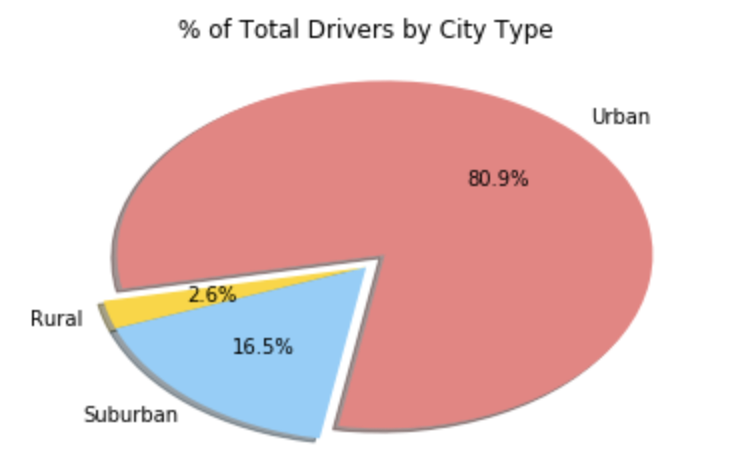 % of Total Drivers by City Type
Urban
80.9%
2.6%
Rural
16.5%
Suburban